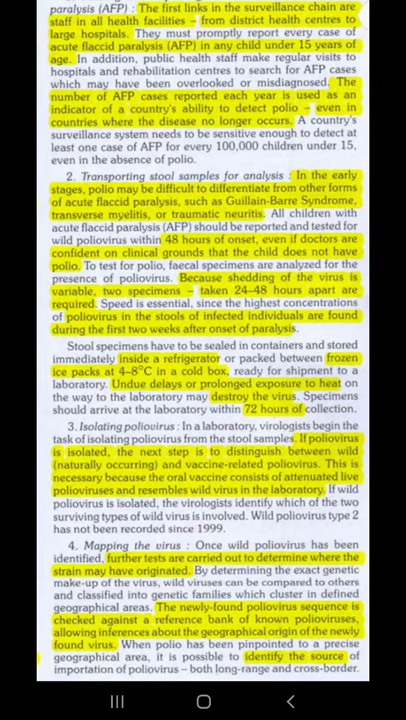 paralysis (AFP) : The first links in the surveillance chain are
staff in all health facilities – from district health centres to
large hospitals. They must promptly report every case of
acute flaccid paralysis (AFP) in any child under 15 years of
age. In addition, public health staff make regular visits to
hospitals and rehabilitation centres to search for AFP cases
which may have been overlooked or misdiagnosed. The
number of AFP cases reported each year is used as an
indicator of a country's ability to detect polio – even in
countries where the disease no longer occurs. A country's
surveillance system needs to be sensitive enough to detect at
least one case of AFP for every 100,000 children under 15,
even in the absence of polio.
2. Transporting stool samples for analysis : In the early
stages, polio may be difficult to differentiate from other forms
of acute flaccid paralysis, such as Guillain-Barre Syndrome,
transverse myelitis, or traumatic neuritis. All children with
acute flaccid paralysis (AFP) should be reported and tested for
wild poliovirus within 48 hours of onset, even if doctors are
confident on clinical grounds that the child does not have
polio. To test for polio, faecal specimens are analyzed for the
presence of poliovirus. Because shedding of the virus is
variable, two specimens – taken 24–48 hours apart are
required. Speed is essential, since the highest concentrations
of poliovirus in the stools of infected individuals are found
during the first two weeks after onset of paralysis.
Stool specimens have to be sealed in containers and stored
immediately inside a refrigerator or packed between frozen
ice packs at 4–8°C in a cold box, ready for shipment to a
laboratory. Undue delays or prolonged exposure to heat on
the way to the laboratory may destroy the virus. Specimens
should arrive at the laboratory within 72 hours of collection.
3. Isolating poliovirus : In a laboratory, virologists begin the
task of isolating poliovirus from the stool samples. If poliovirus
is isolated, the next step is to distinguish between wild
(naturally occurring) and vaccine-related poliovirus. This is
necessary because the oral vaccine consists of attenuated live
polioviruses and resembles wild virus in the laboratory. If wild
poliovirus is isolated, the virologists identify which of the two
surviving types of wild virus is involved. Wild poliovirus type 2
has not been recorded since 1999.
4. Mapping the virus : Once wild poliovirus has been
identified, further tests are carried out to determine where the
strain may have originated. By determining the exact genetic
make-up of the virus, wild viruses can be compared to others
and classified into genetic families which cluster in defined
geographical areas. The newly-found poliovirus sequence is
checked against a reference bank of known polioviruses,
allowing inferences about the geographical origin of the newly
found virus. When polio has been pinpointed to a precise
geographical area, it is possible to identify the source of
importation of poliovirus – both long-range and cross-border.